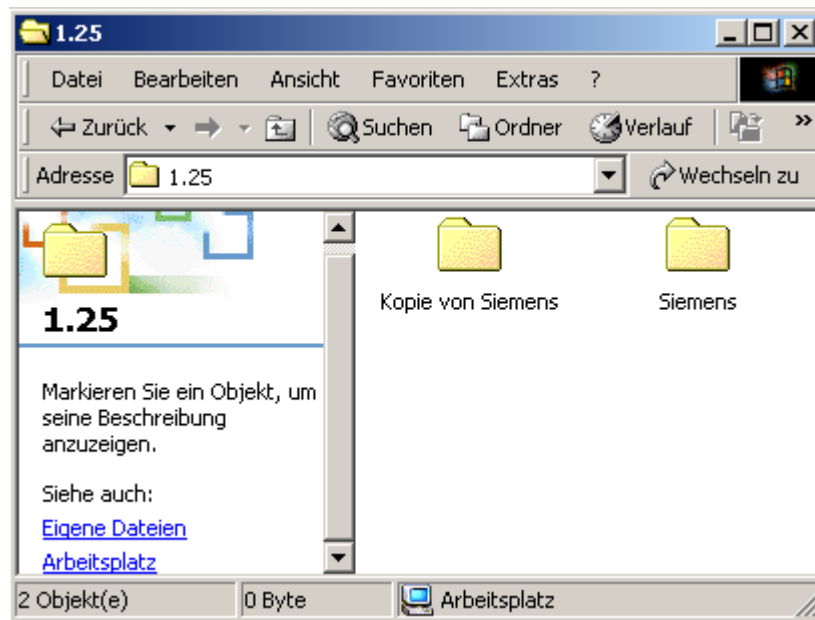 1.25
Datei Bearbeiten Ansicht Favoriten Extras ?
Zurück Suchen Ordner Verlauf »
Adresse 1.25 Wechseln zu
1.25
Markieren Sie ein Objekt, um
seine Beschreibung
anzuzeigen.
Siehe auch:
Eigene Dateien
Arbeitsplatz
Kopie von Siemens
Siemens
2 Objekt(e) 0 Byte Arbeitsplatz